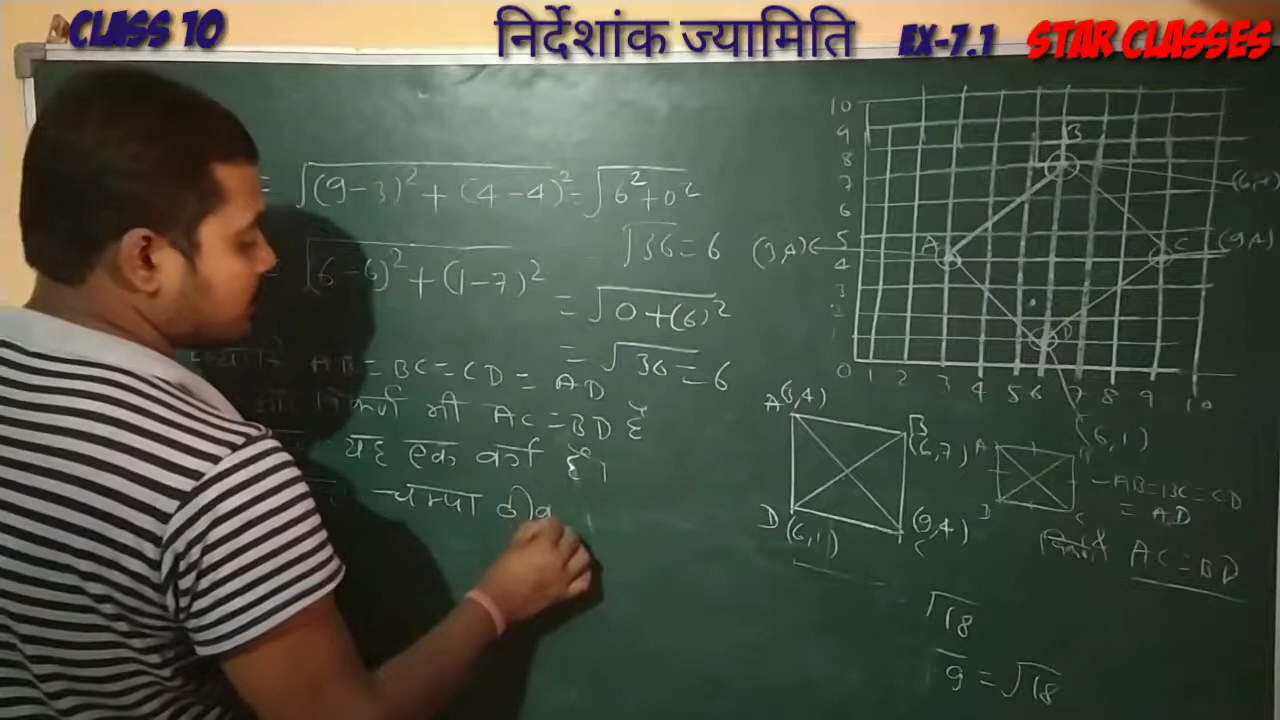 CLASS 10 निर्देशांक ज्यामिति EX-7.1 STAR CLASSES
= √(9-3)² + (4-4)² = √6²+0²
√36 = 6
= √(6-6)² + (1-7)²
= √0+(6)²
= √36 = 6
AB = BC = CD = AD
और विकर्ण भी AC = BD है
यह एक वर्ग है।
चम्पा ठीक
10
9
8
7
6
5
4
3
2
1
0 1 2 3 4 5 6 7 8 9 10
B
A
C
D
(3,4)
(9,4)
(6,1)
A(3,4)
B
(6,7)
D(6,1)
(9,4)
C
A
D
C
AB = BC = CD
= AD
विकर्ण AC = BD
√18
9 = √18